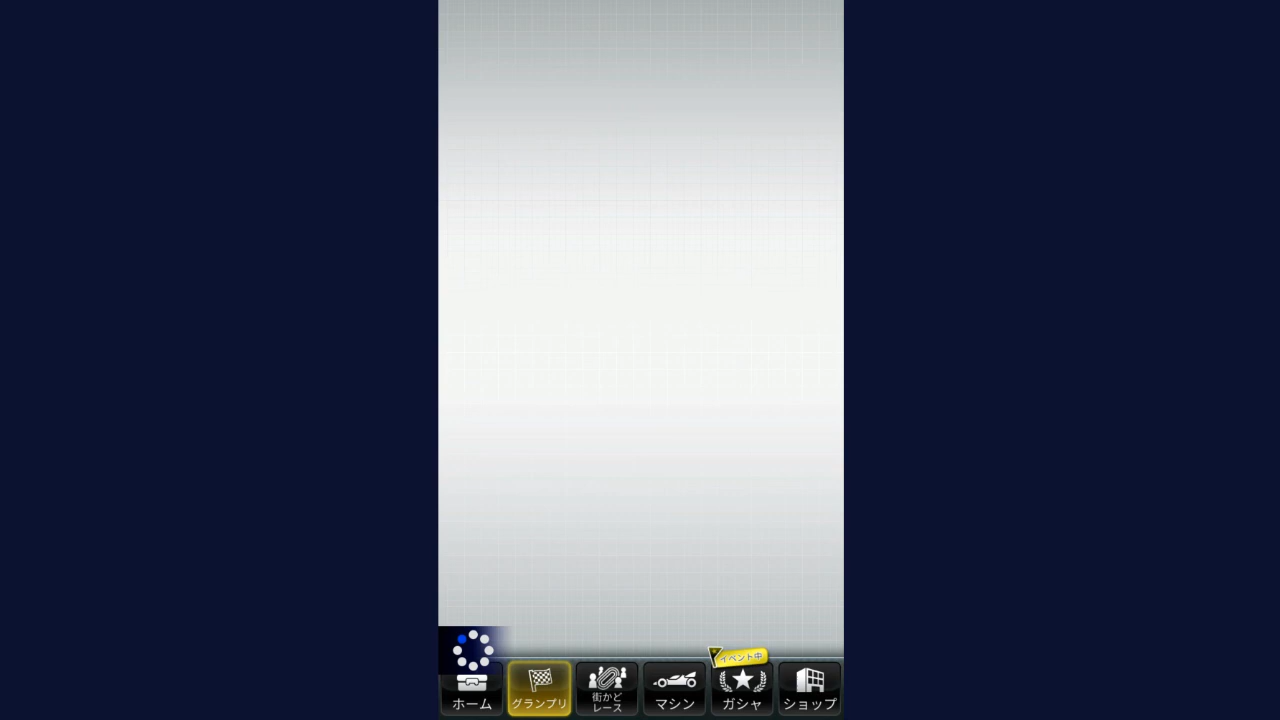 イベント中
ホーム
グランプリ
街かど
レース
マシン
ガシャ
ショップ